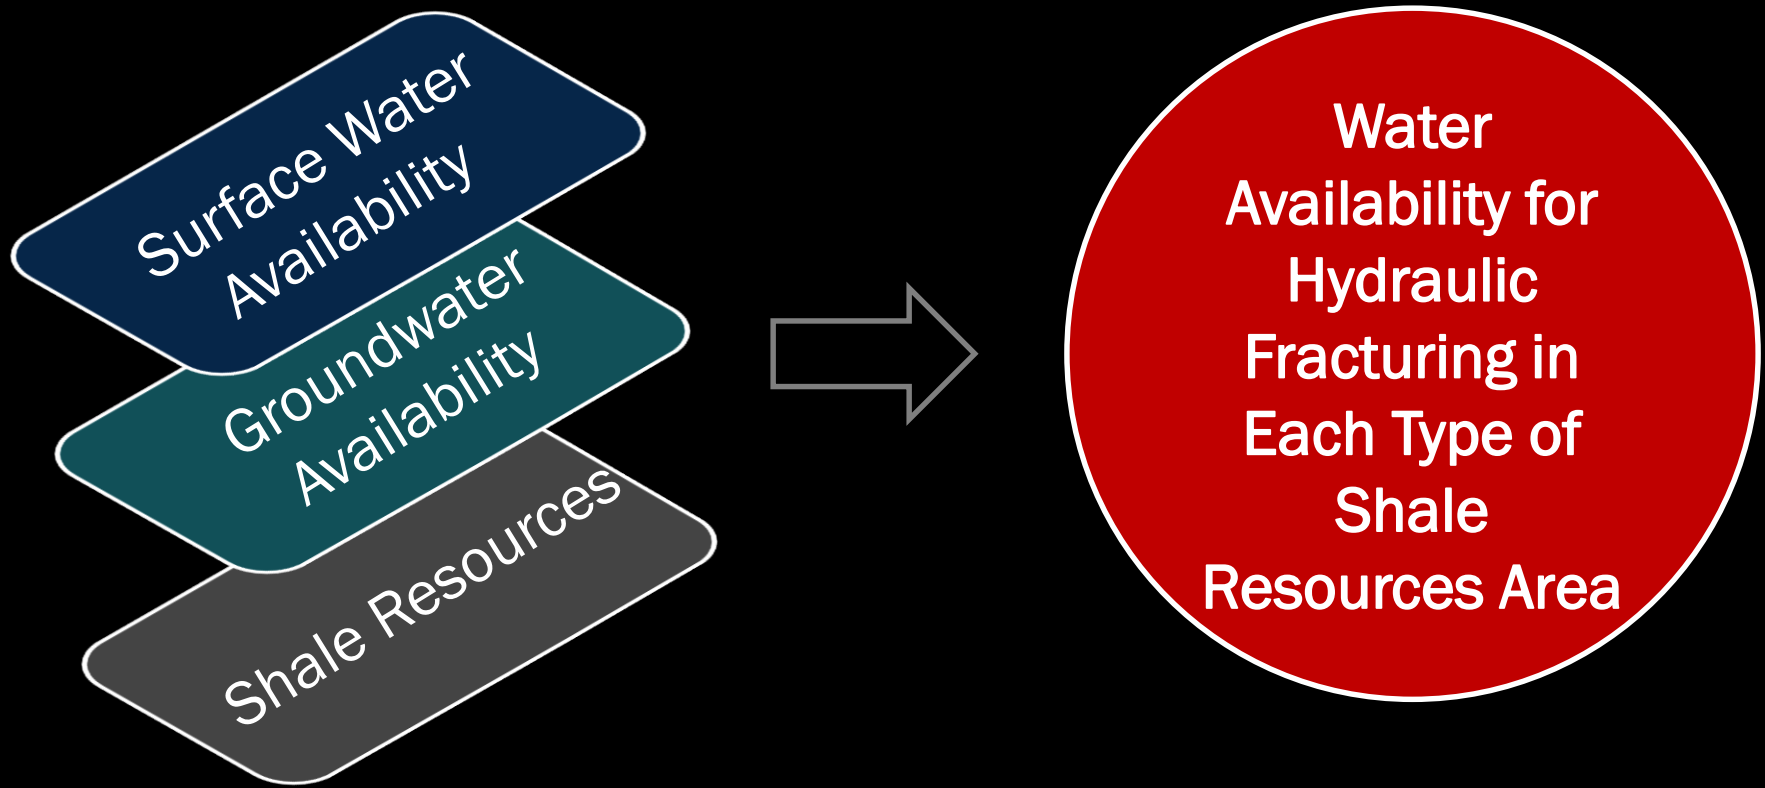 Surface Water
Availability
Groundwater
Availability
Shale Resources
Water
Availability for
Hydraulic
Fracturing in
Each Type of
Shale
Resources Area